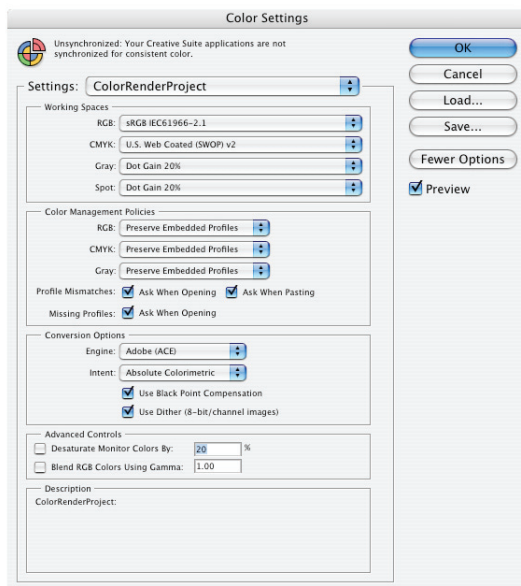 Color Settings
Unsynchronized: Your Creative Suite applications are not
synchronized for consistent color.
Settings: ColorRenderProject
Working Spaces
RGB: sRGB IEC61966-2.1
CMYK: U.S. Web Coated (SWOP) v2
Gray: Dot Gain 20%
Spot: Dot Gain 20%
Color Management Policies
RGB: Preserve Embedded Profiles
CMYK: Preserve Embedded Profiles
Gray: Preserve Embedded Profiles
Profile Mismatches: Ask When Opening Ask When Pasting
Missing Profiles: Ask When Opening
Conversion Options
Engine: Adobe (ACE)
Intent: Absolute Colorimetric
Use Black Point Compensation
Use Dither (8-bit/channel images)
Advanced Controls
Desaturate Monitor Colors By: 20 %
Blend RGB Colors Using Gamma: 1.00
Description
ColorRenderProject:
OK
Cancel
Load...
Save...
Fewer Options
Preview